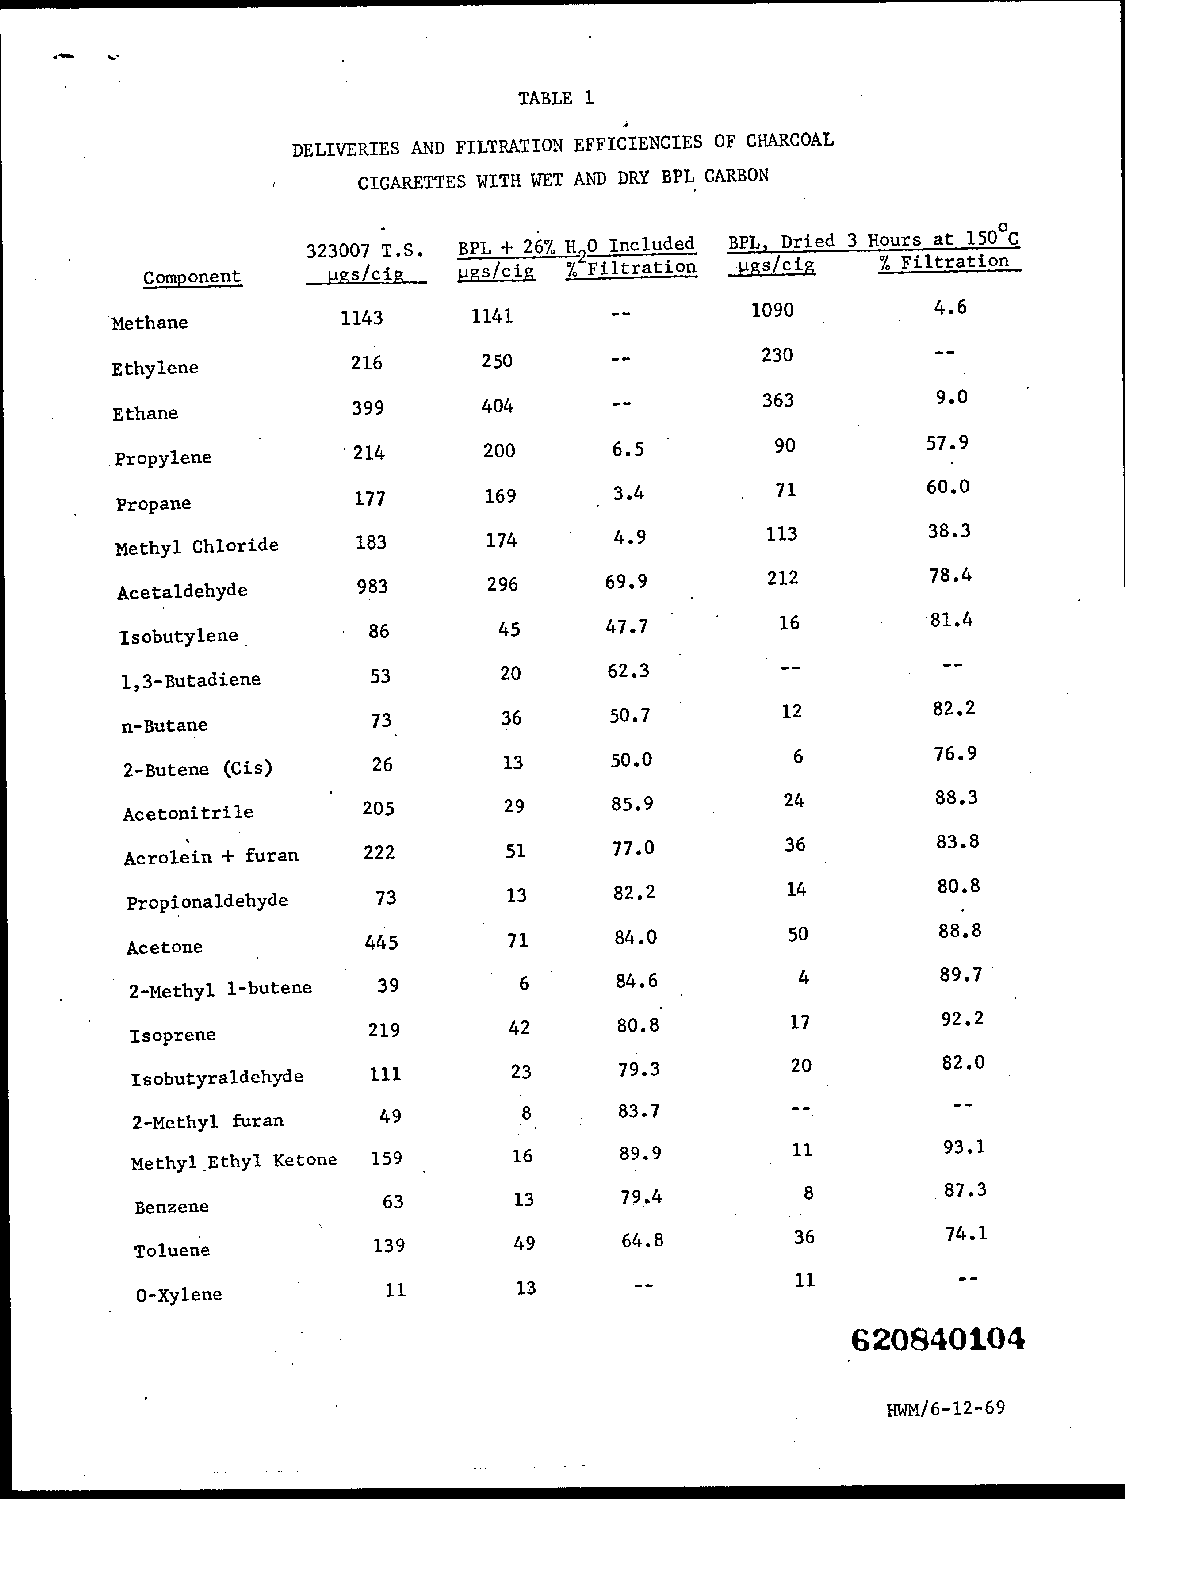 TABLE 1
DELIVERIES AND FILTRATION EFFICIENCIES OF CHARCOAL
CIGARETTES WITH WET AND DRY BPL CARBON
323007 T.S. BPL + 26% H2O Included BPL, Dried 3 Hours at 150°C
Component µgs/cig µgs/cig % Filtration µgs/cig % Filtration
Methane 1143 1141 -- 1090 4.6
Ethylene 216 250 -- 230 --
Ethane 399 404 -- 363 9.0
Propylene 214 200 6.5 90 57.9
Propane 177 169 3.4 71 60.0
Methyl Chloride 183 174 4.9 113 38.3
Acetaldehyde 983 296 69.9 212 78.4
Isobutylene 86 45 47.7 16 81.4
1,3-Butadiene 53 20 62.3 -- --
n-Butane 73 36 50.7 12 82.2
2-Butene (Cis) 26 13 50.0 6 76.9
Acetonitrile 205 29 85.9 24 88.3
Acrolein + furan 222 51 77.0 36 83.8
Propionaldehyde 73 13 82.2 14 80.8
Acetone 445 71 84.0 50 88.8
2-Methyl 1-butene 39 6 84.6 4 89.7
Isoprene 219 42 80.8 17 92.2
Isobutyraldehyde 111 23 79.3 20 82.0
2-Methyl furan 49 8 83.7 -- --
Methyl Ethyl Ketone 159 16 89.9 11 93.1
Benzene 63 13 79.4 8 87.3
Toluene 139 49 64.8 36 74.1
O-Xylene 11 13 -- 11 --
620840104
HWM/6-12-69